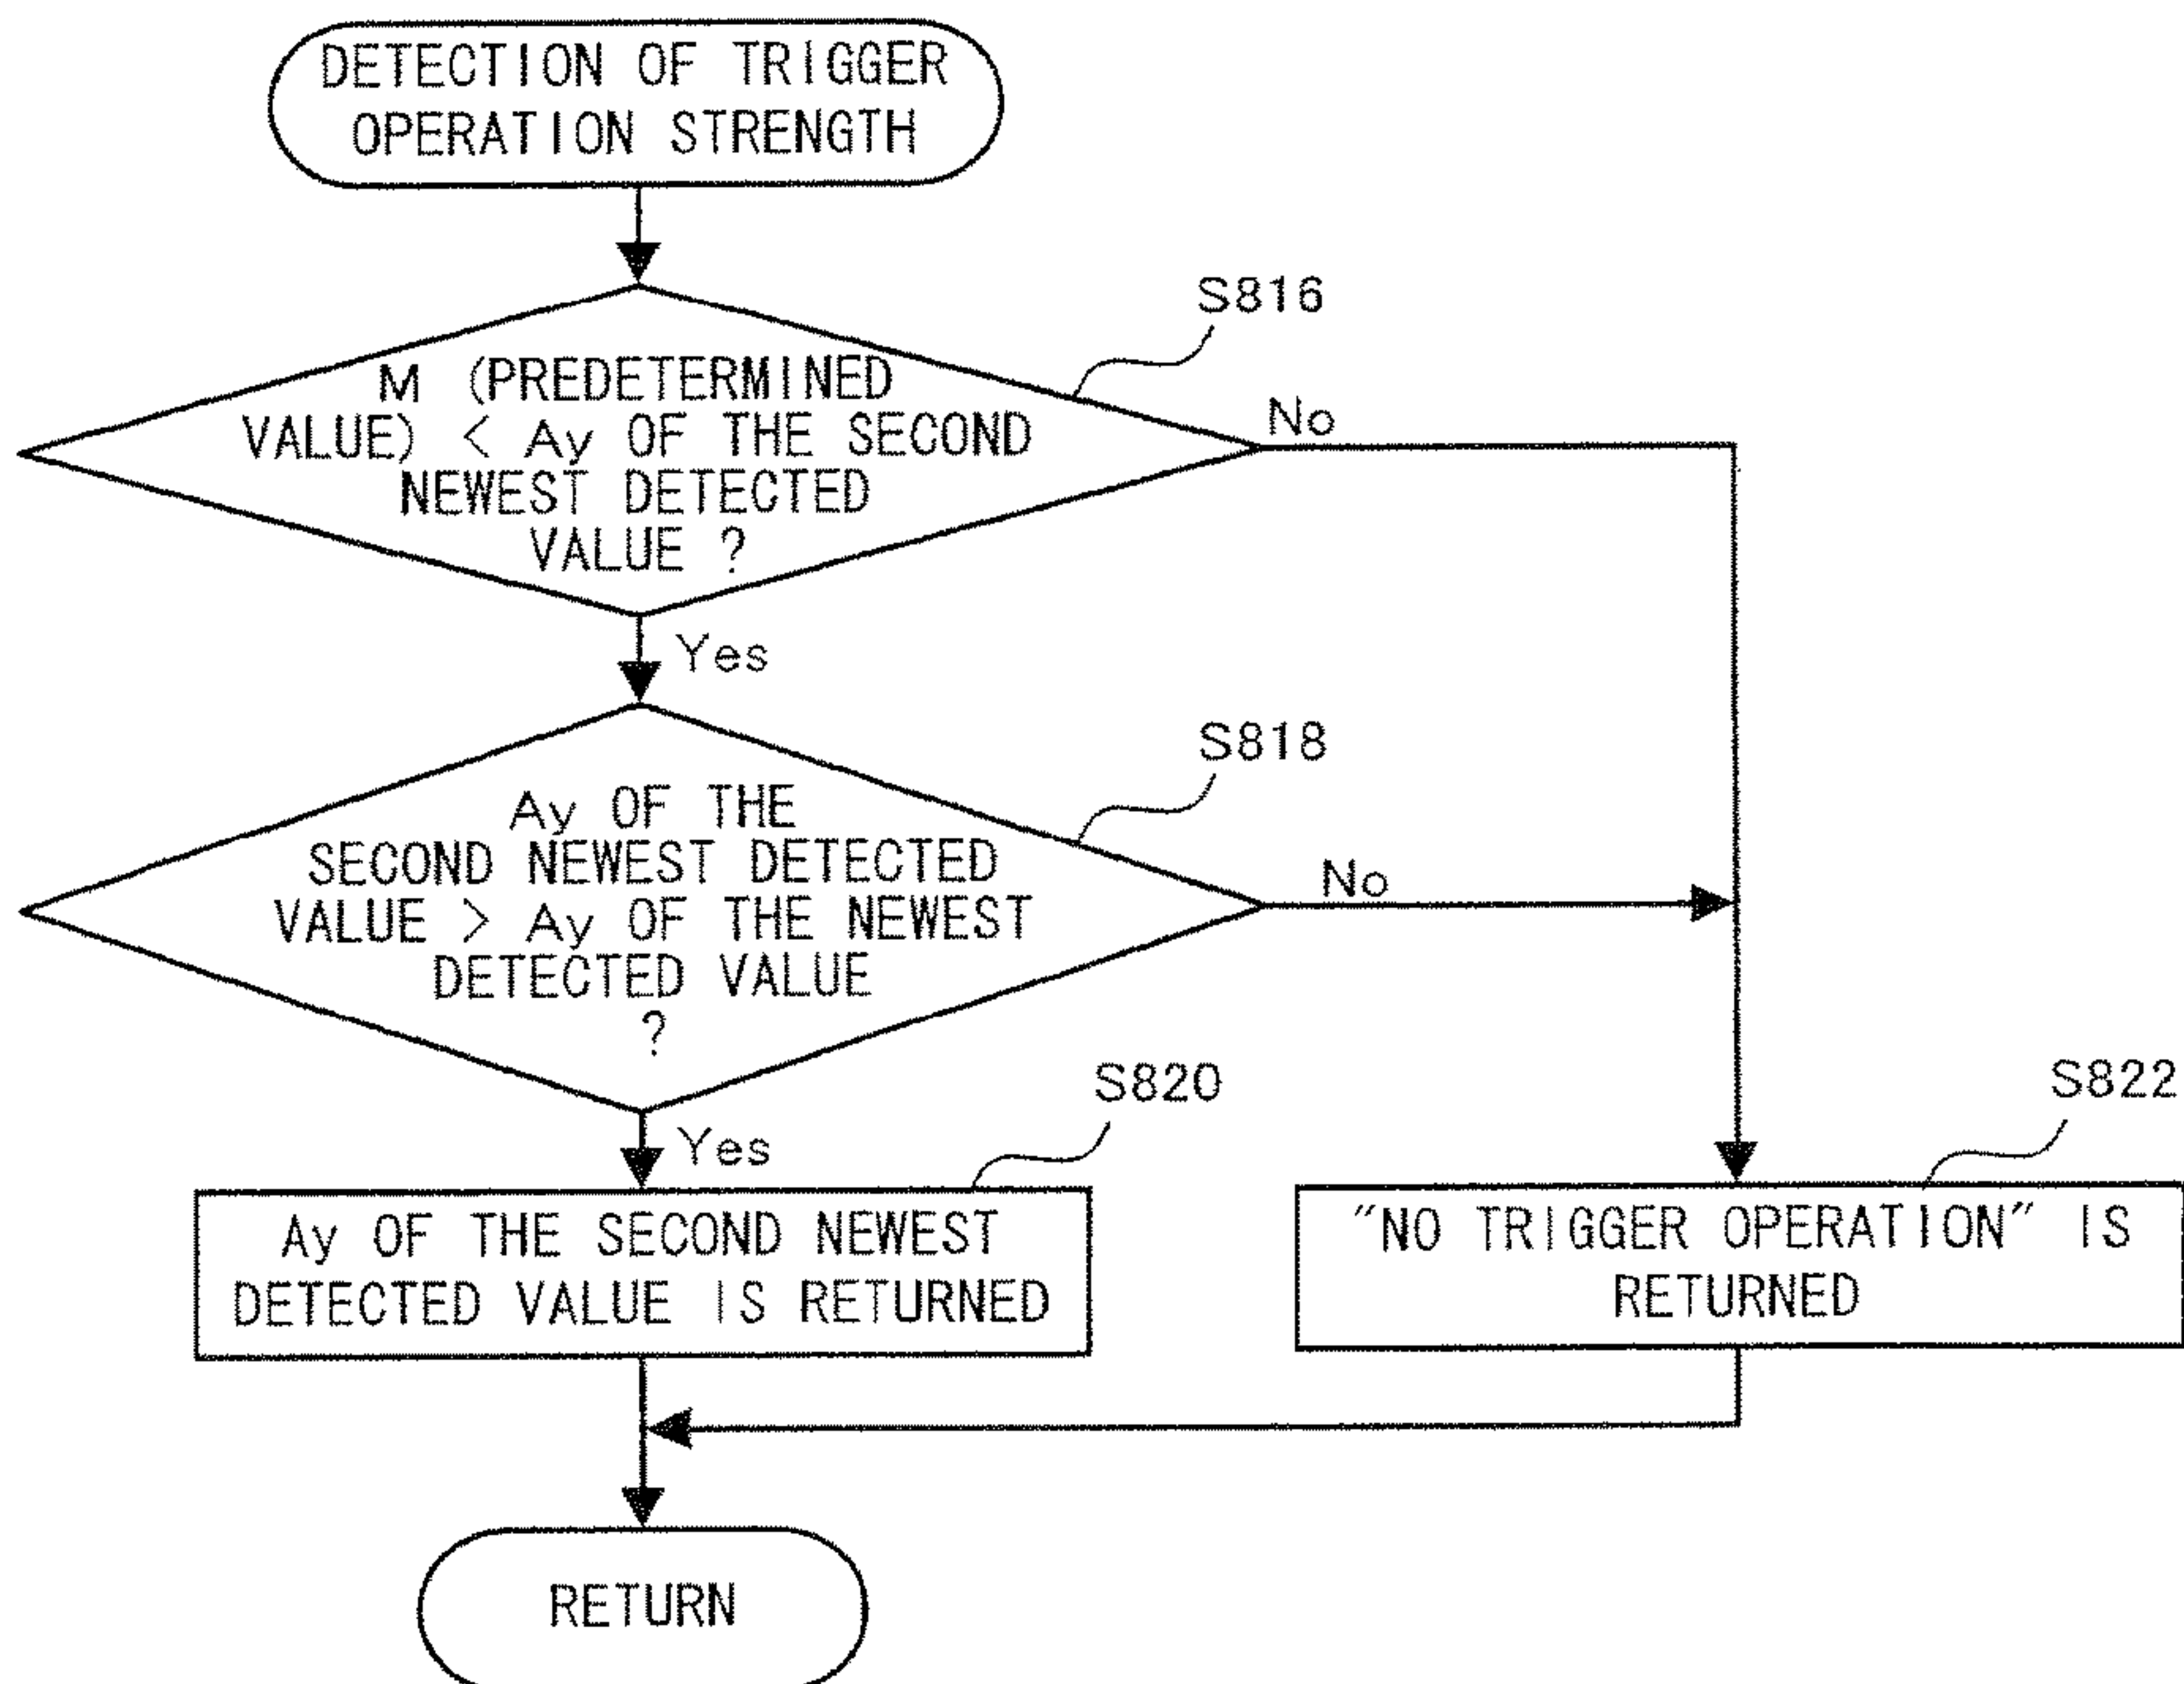 DETECTION OF TRIGGER
OPERATION STRENGTH
S816
M (PREDETERMINED
VALUE) < Ay OF THE SECOND
NEWEST DETECTED
VALUE ?
No
Yes
S818
Ay OF THE
SECOND NEWEST DETECTED
VALUE > Ay OF THE NEWEST
DETECTED VALUE
?
No
Yes
S820
Ay OF THE SECOND NEWEST
DETECTED VALUE IS RETURNED
S822
"NO TRIGGER OPERATION" IS
RETURNED
RETURN